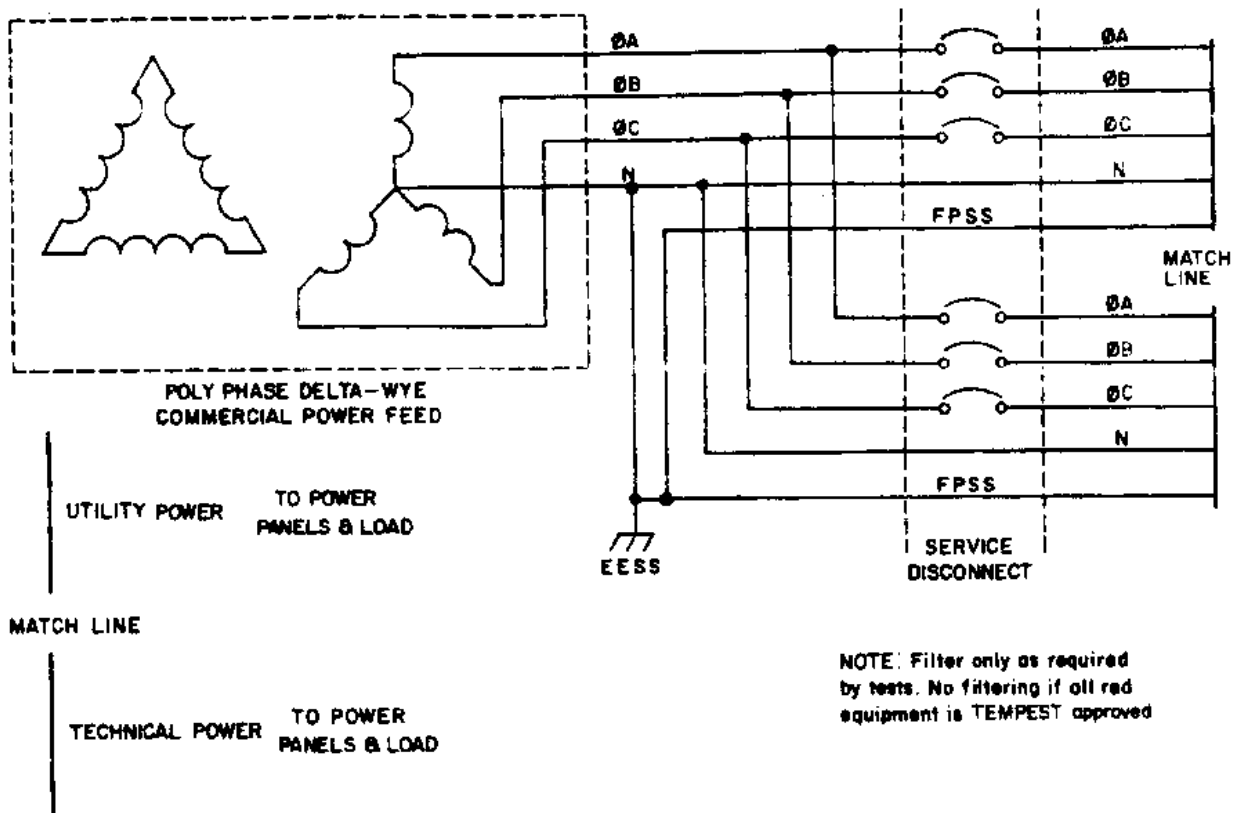 ØA
ØB
ØC
N
ØA
ØB
ØC
N
FPSS
MATCH
LINE
ØA
ØB
ØC
N
FPSS
EESS
SERVICE
DISCONNECT
POLY PHASE DELTA-WYE
COMMERCIAL POWER FEED
UTILITY POWER
TO POWER
PANELS & LOAD
MATCH LINE
TECHNICAL POWER
TO POWER
PANELS & LOAD
NOTE: Filter only as required
by tests. No filtering if all red
equipment is TEMPEST approved